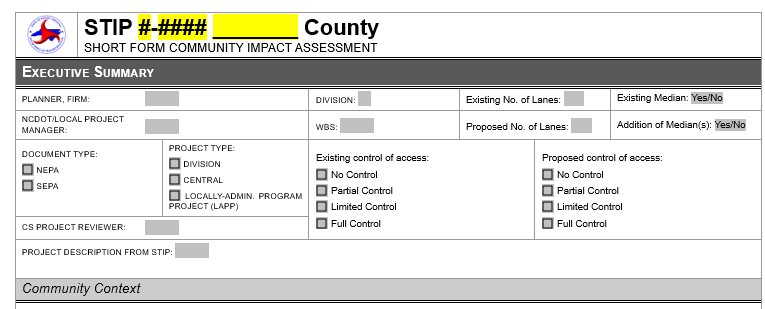 STIP #-#### ________ County
SHORT FORM COMMUNITY IMPACT ASSESSMENT
EXECUTIVE SUMMARY
PLANNER, FIRM:
DIVISION:
Existing No. of Lanes:
Existing Median: Yes/No
NCDOT/LOCAL PROJECT
MANAGER:
WBS:
Proposed No. of Lanes:
Addition of Median(s): Yes/No
DOCUMENT TYPE:
NEPA
SEPA
PROJECT TYPE:
DIVISION
CENTRAL
LOCALLY-ADMIN. PROGRAM
PROJECT (LAPP)
Existing control of access:
No Control
Partial Control
Limited Control
Full Control
Proposed control of access:
No Control
Partial Control
Limited Control
Full Control
CS PROJECT REVIEWER:
PROJECT DESCRIPTION FROM STIP:
Community Context